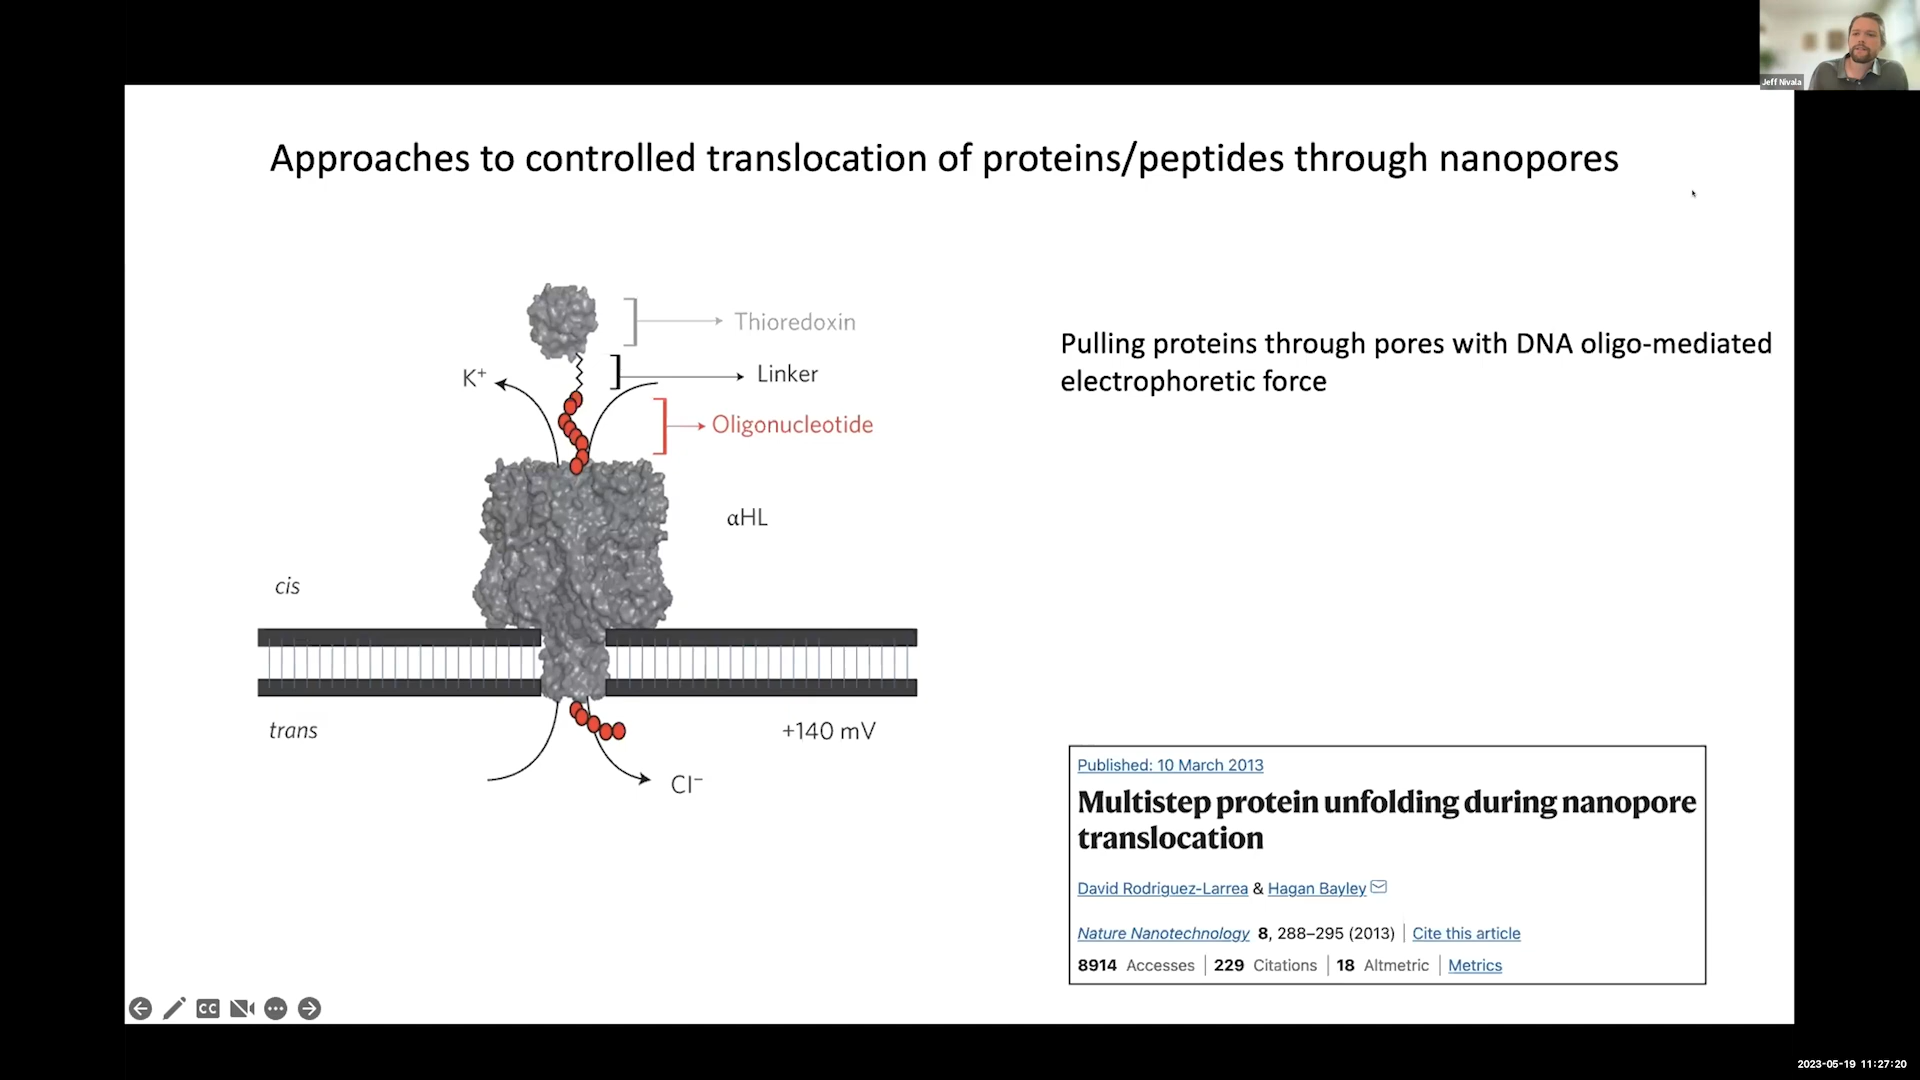 Jeff Nivala
Approaches to controlled translocation of proteins/peptides through nanopores
Thioredoxin
K⁺
Linker
Oligonucleotide
αHL
cis
trans
+140 mV
Cl⁻
Pulling proteins through pores with DNA oligo-mediated
electrophoretic force
Published: 10 March 2013
Multistep protein unfolding during nanopore
translocation
David Rodriguez-Larrea & Hagan Bayley
Nature Nanotechnology 8, 288–295 (2013) | Cite this article
8914 Accesses | 229 Citations | 18 Altmetric | Metrics
CC
2023-05-19 11:27:20